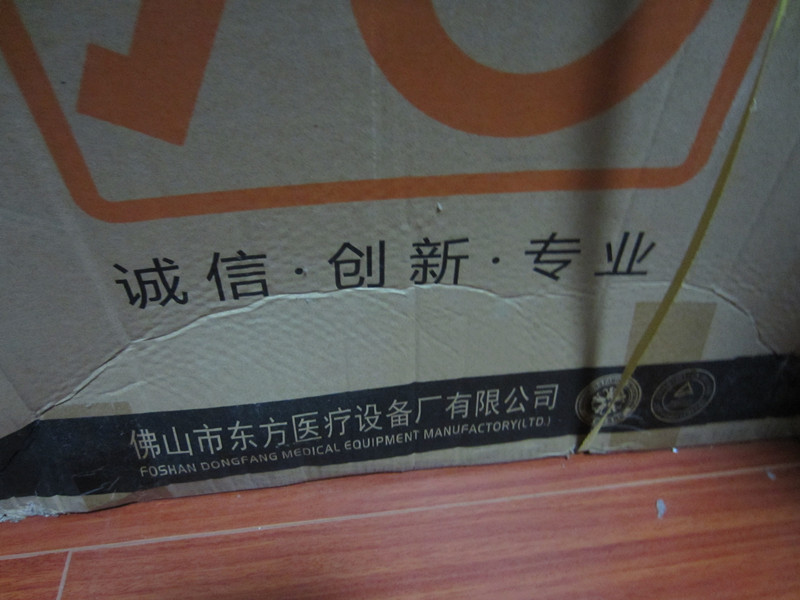 诚信·创新·专业
佛山市东方医疗设备厂有限公司
FOSHAN DONGFANG MEDICAL EQUIPMENT MANUFACTORY(LTD.)